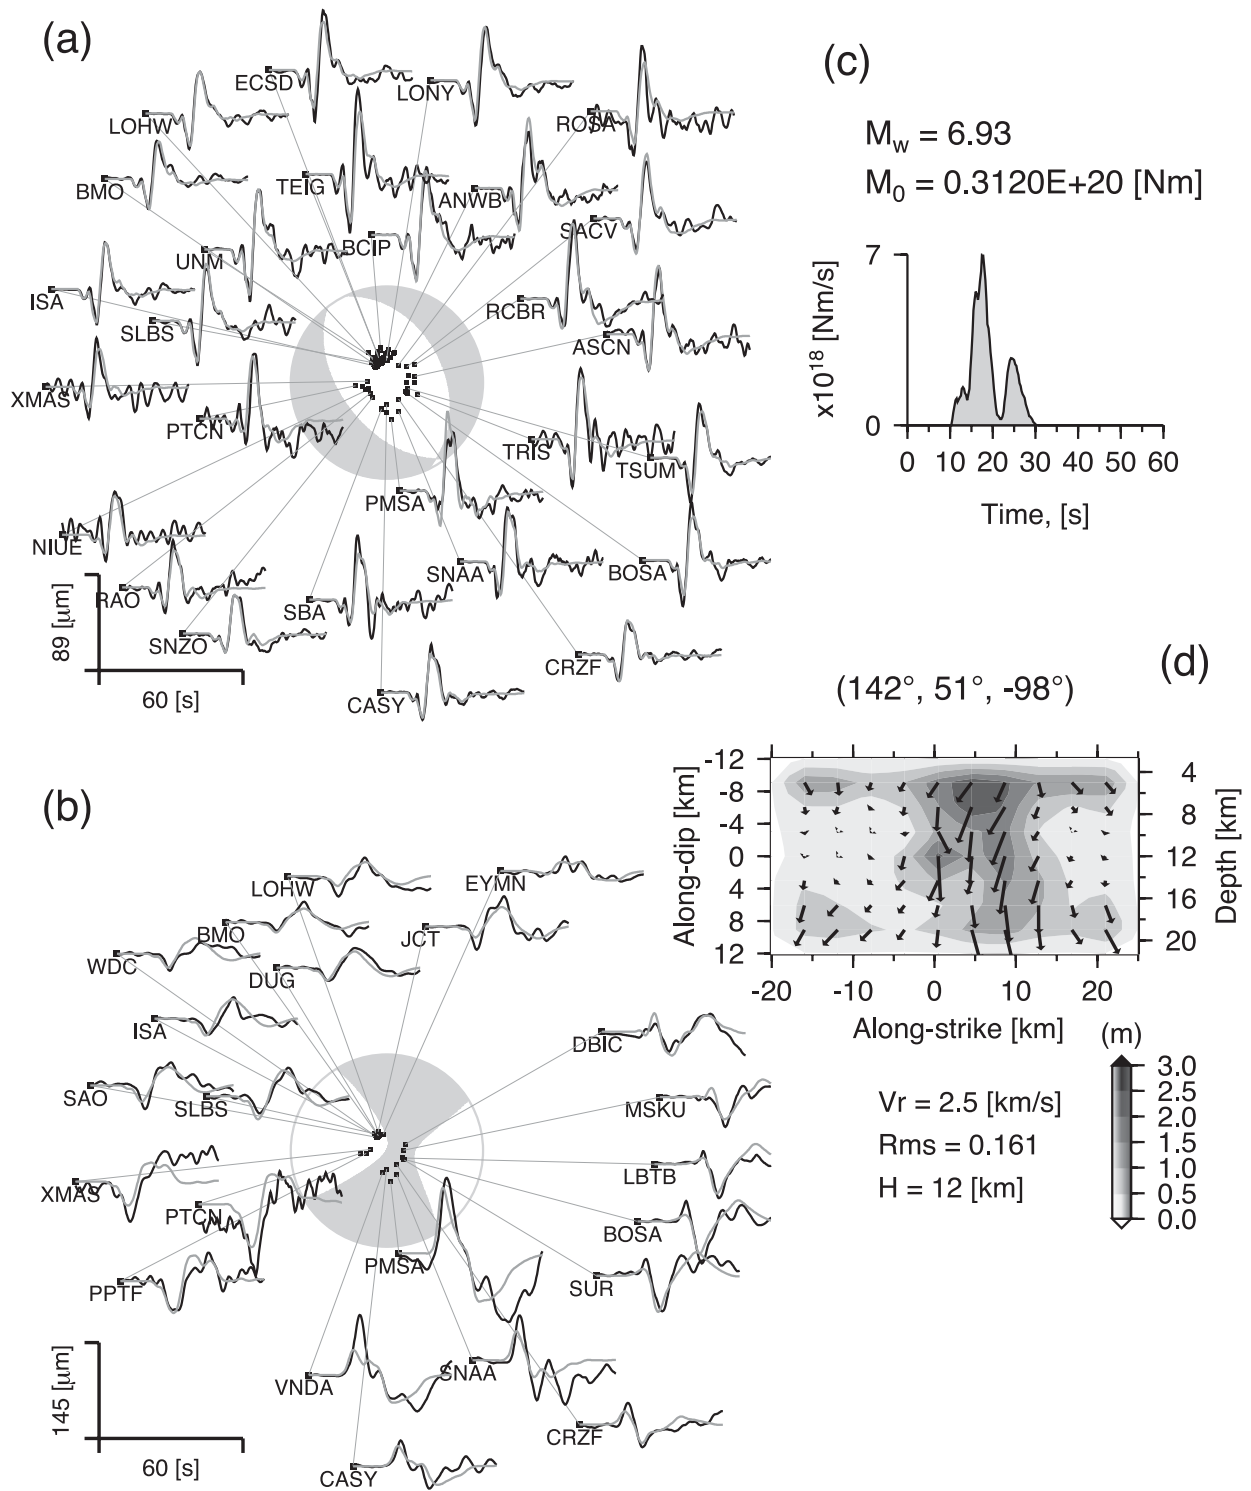 (a)
ECSD
LONY
LOHW
ROSA
BMO
TEIG
ANWB
SACV
BCIP
UNM
ISA
SLBS
RCBR
ASCN
XMAS
PTCN
TRIS
TSUM
PMSA
NIUE
SNAA
BOSA
RAO
SBA
SNZO
CRZF
CASY
89 [µm]
60 [s]
(c)
Mw = 6.93
M0 = 0.3120E+20 [Nm]
7
0
x10^18 [Nm/s]
0 10 20 30 40 50 60
Time, [s]
(d)
(142°, 51°, -98°)
-12
-8
-4
0
4
8
12
Along-dip [km]
4
8
12
16
20
Depth [km]
-20 -10 0 10 20
Along-strike [km]
(m)
3.0
2.5
2.0
1.5
1.0
0.5
0.0
Vr = 2.5 [km/s]
Rms = 0.161
H = 12 [km]
(b)
LOHW
EYMN
BMO
JCT
WDC
DUG
ISA
DBIC
SAO
SLBS
MSKU
LBTB
XMAS
PTCN
BOSA
PMSA
PPTF
SUR
VNDA
SNAA
CRZF
CASY
145 [µm]
60 [s]